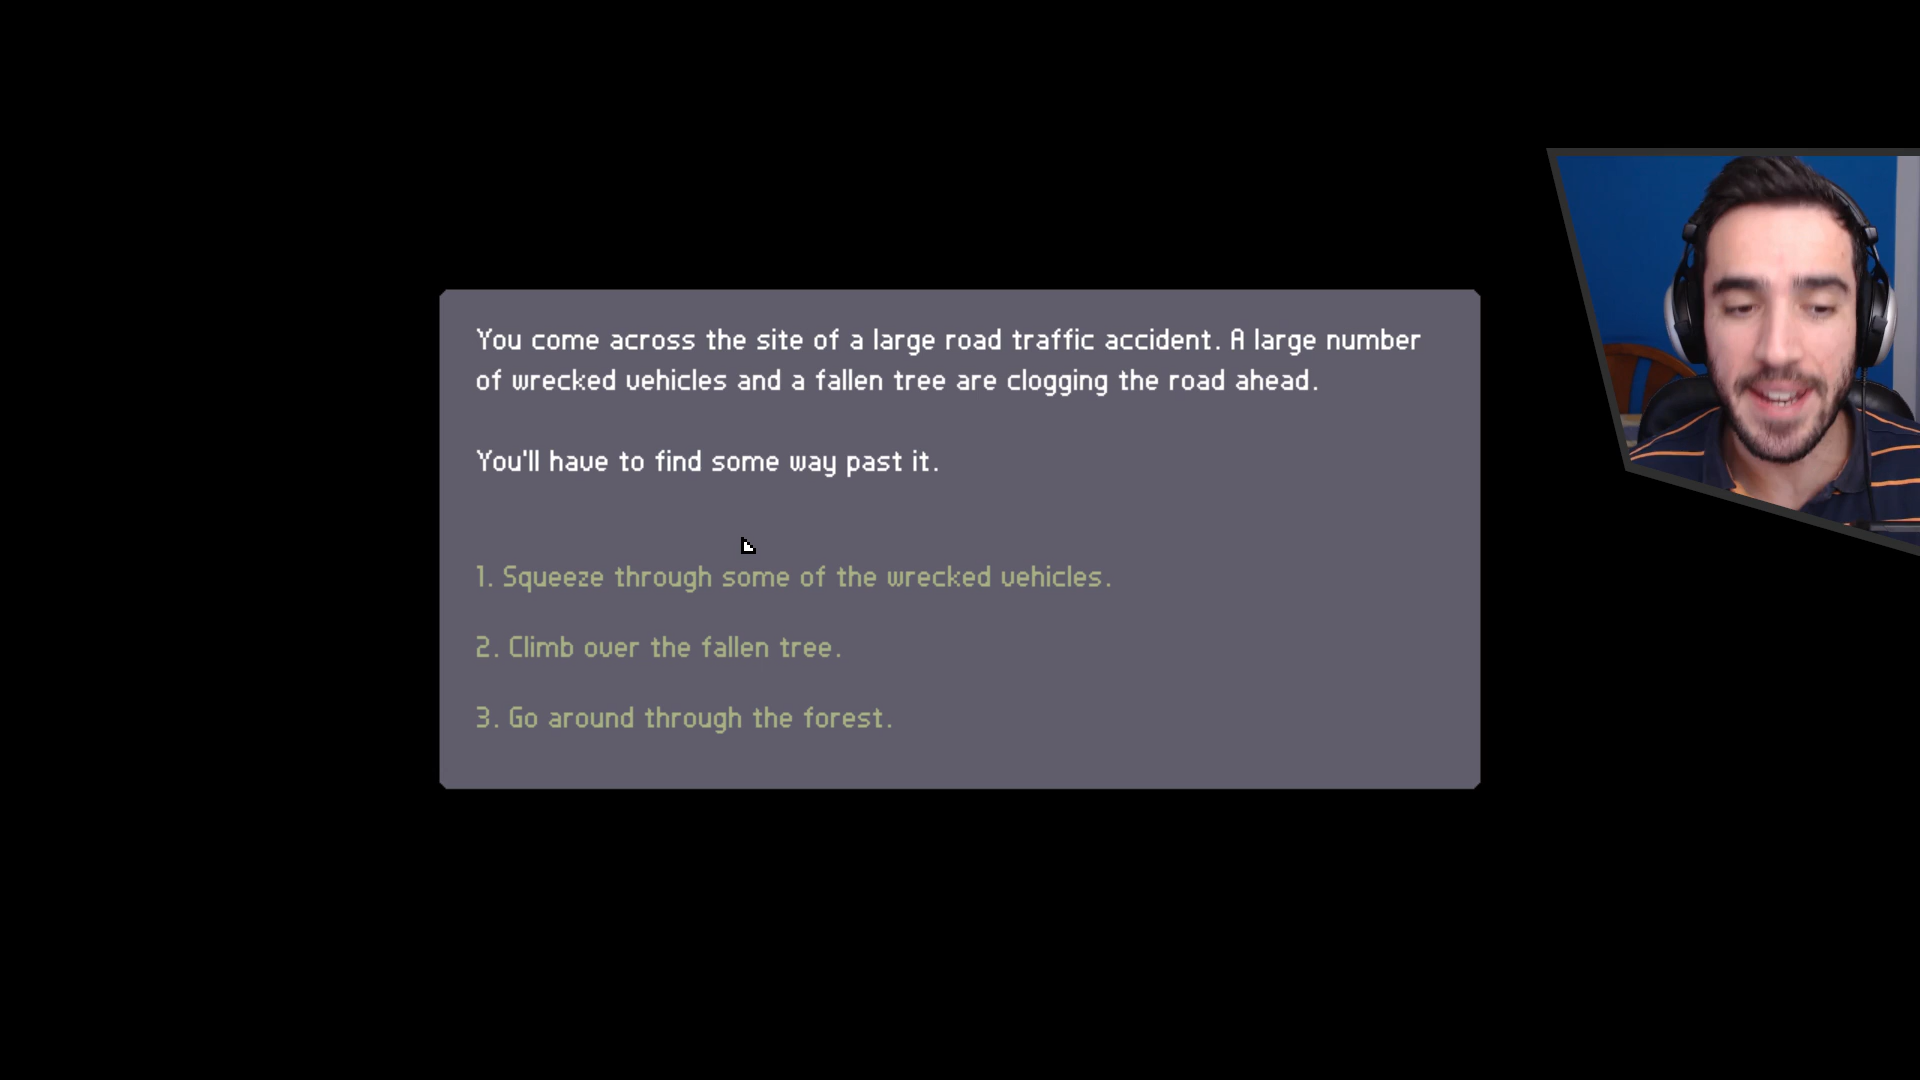 You come across the site of a large road traffic accident. A large number
of wrecked vehicles and a fallen tree are clogging the road ahead.
You'll have to find some way past it.
1. Squeeze through some of the wrecked vehicles.
2. Climb over the fallen tree.
3. Go around through the forest.